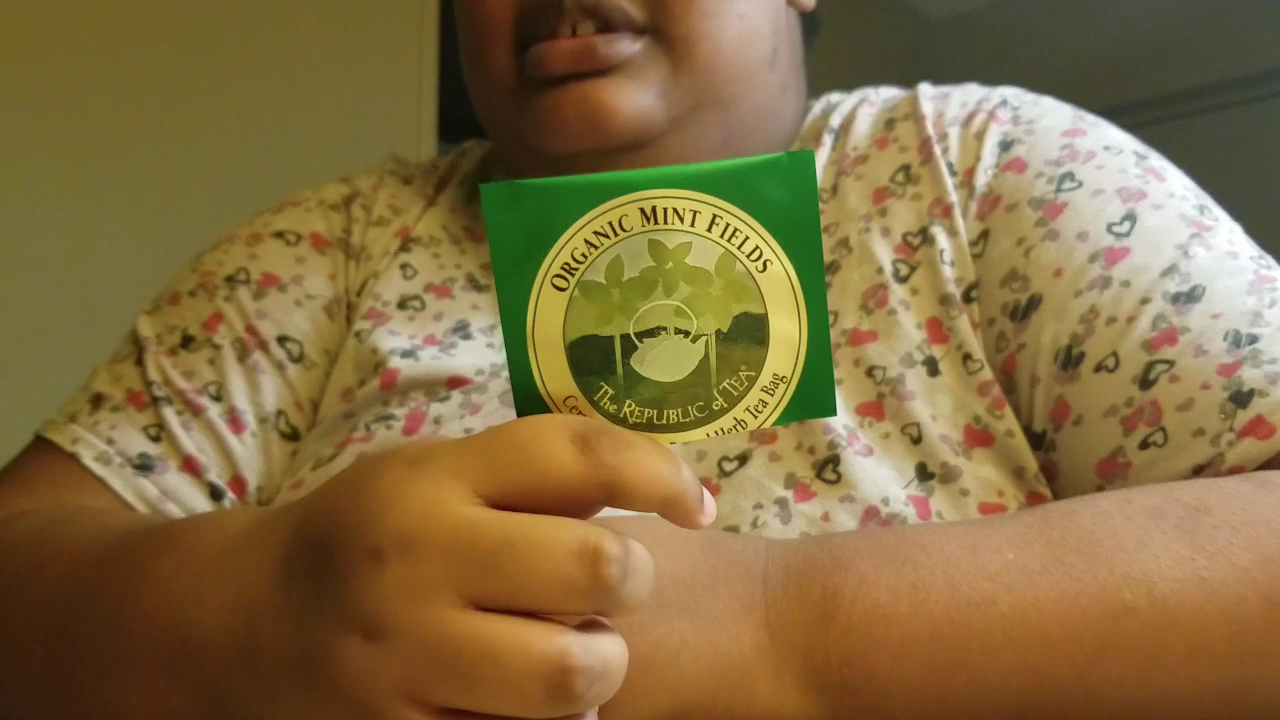 ORGANIC MINT FIELDS
The REPUBLIC of TEA®
Herb Tea Bag